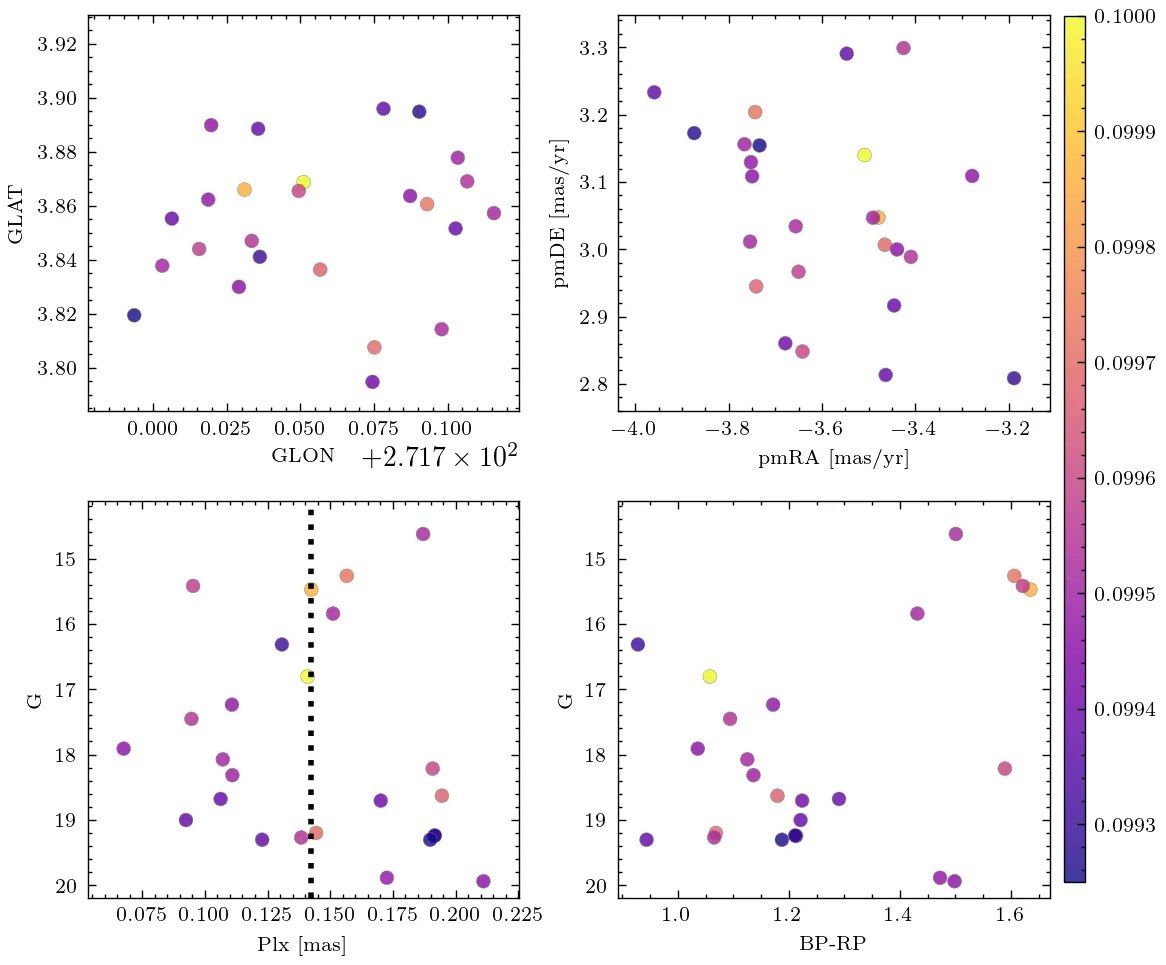 3.92
3.90
3.88
3.86
3.84
3.82
3.80
GLAT
0.000 0.025 0.050 0.075 0.100
GLON +2.717 × 10²
3.3
3.2
3.1
3.0
2.9
2.8
pmDE [mas/yr]
−4.0 −3.8 −3.6 −3.4 −3.2
pmRA [mas/yr]
0.1000
0.0999
0.0998
0.0997
0.0996
0.0995
0.0994
0.0993
15
16
17
18
19
20
G
0.075 0.100 0.125 0.150 0.175 0.200 0.225
Plx [mas]
15
16
17
18
19
20
G
1.0 1.2 1.4 1.6
BP-RP